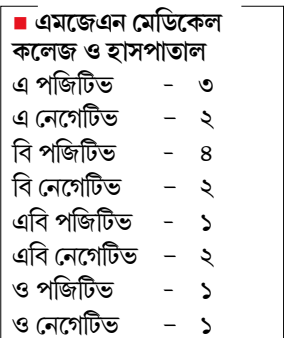 ■ এমজেএন মেডিকেল
কলেজ ও হাসপাতাল
এ পজিটিভ – ৩
এ নেগেটিভ – ২
বি পজিটিভ – ৪
বি নেগেটিভ – ২
এবি পজিটিভ – ১
এবি নেগেটিভ – ২
ও পজিটিভ – ১
ও নেগেটিভ – ১